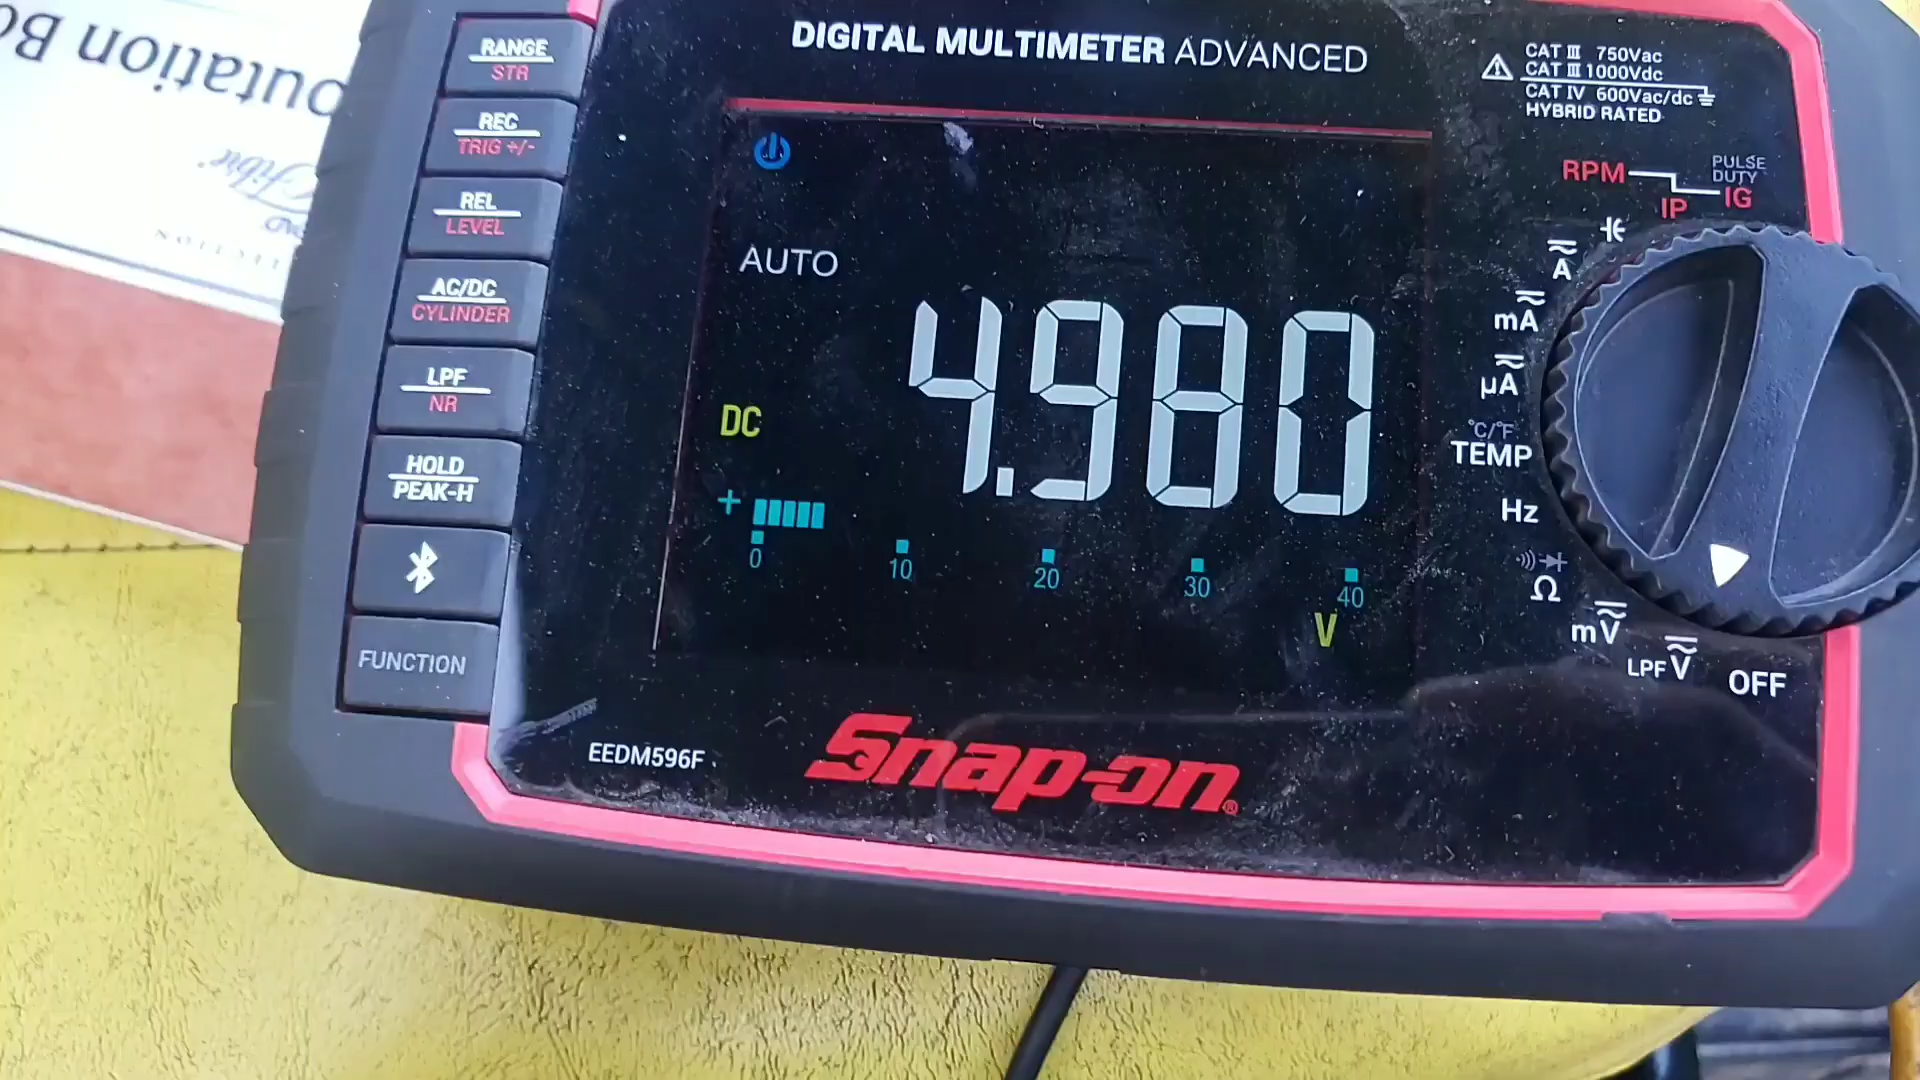 DIGITAL MULTIMETER ADVANCED
CAT III 750Vac
CAT III 1000Vdc
CAT IV 600Vac/dc
HYBRID RATED
RANGE
STR
REC
TRIG +/-
REL
LEVEL
AC/DC
CYLINDER
LPF
NR
HOLD
PEAK-H
FUNCTION
AUTO
4.980
DC
+
0 10 20 30 40
V
RPM
PULSE
DUTY
IP
IG
A
mA
µA
°C/°F
TEMP
Hz
Ω
mV
LPF V
OFF
EEDM596F
Snap-on®